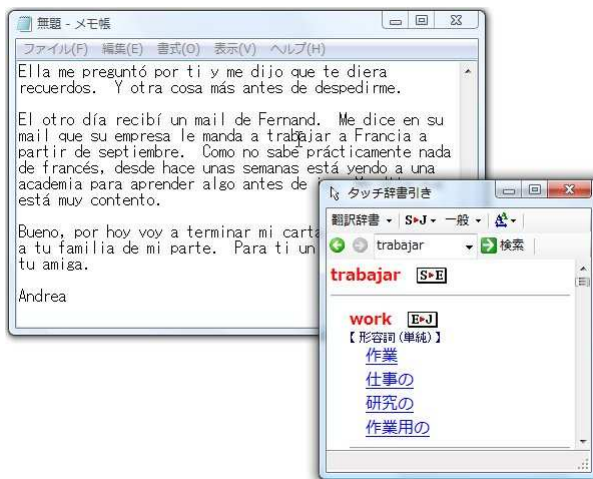 無題 - メモ帳
ファイル(F) 編集(E) 書式(O) 表示(V) ヘルプ(H)
Ella me preguntó por ti y me dijo que te diera
recuerdos. Y otra cosa más antes de despedirme.
El otro día recibí un mail de Fernand. Me dice en su
mail que su empresa le manda a trabajar a Francia a
partir de septiembre. Como no sabe prácticamente nada
de francés, desde hace unas semanas está yendo a una
academia para aprender algo antes de
está muy contento.
Bueno, por hoy voy a terminar mi carta
a tu familia de mi parte. Para ti un
tu amiga.
Andrea
タッチ辞書引き
翻訳辞書 S▸J 一般
trabajar 検索
trabajar S▸E
work E▸J
【形容詞(単純)】
作業
仕事の
研究の
作業用の